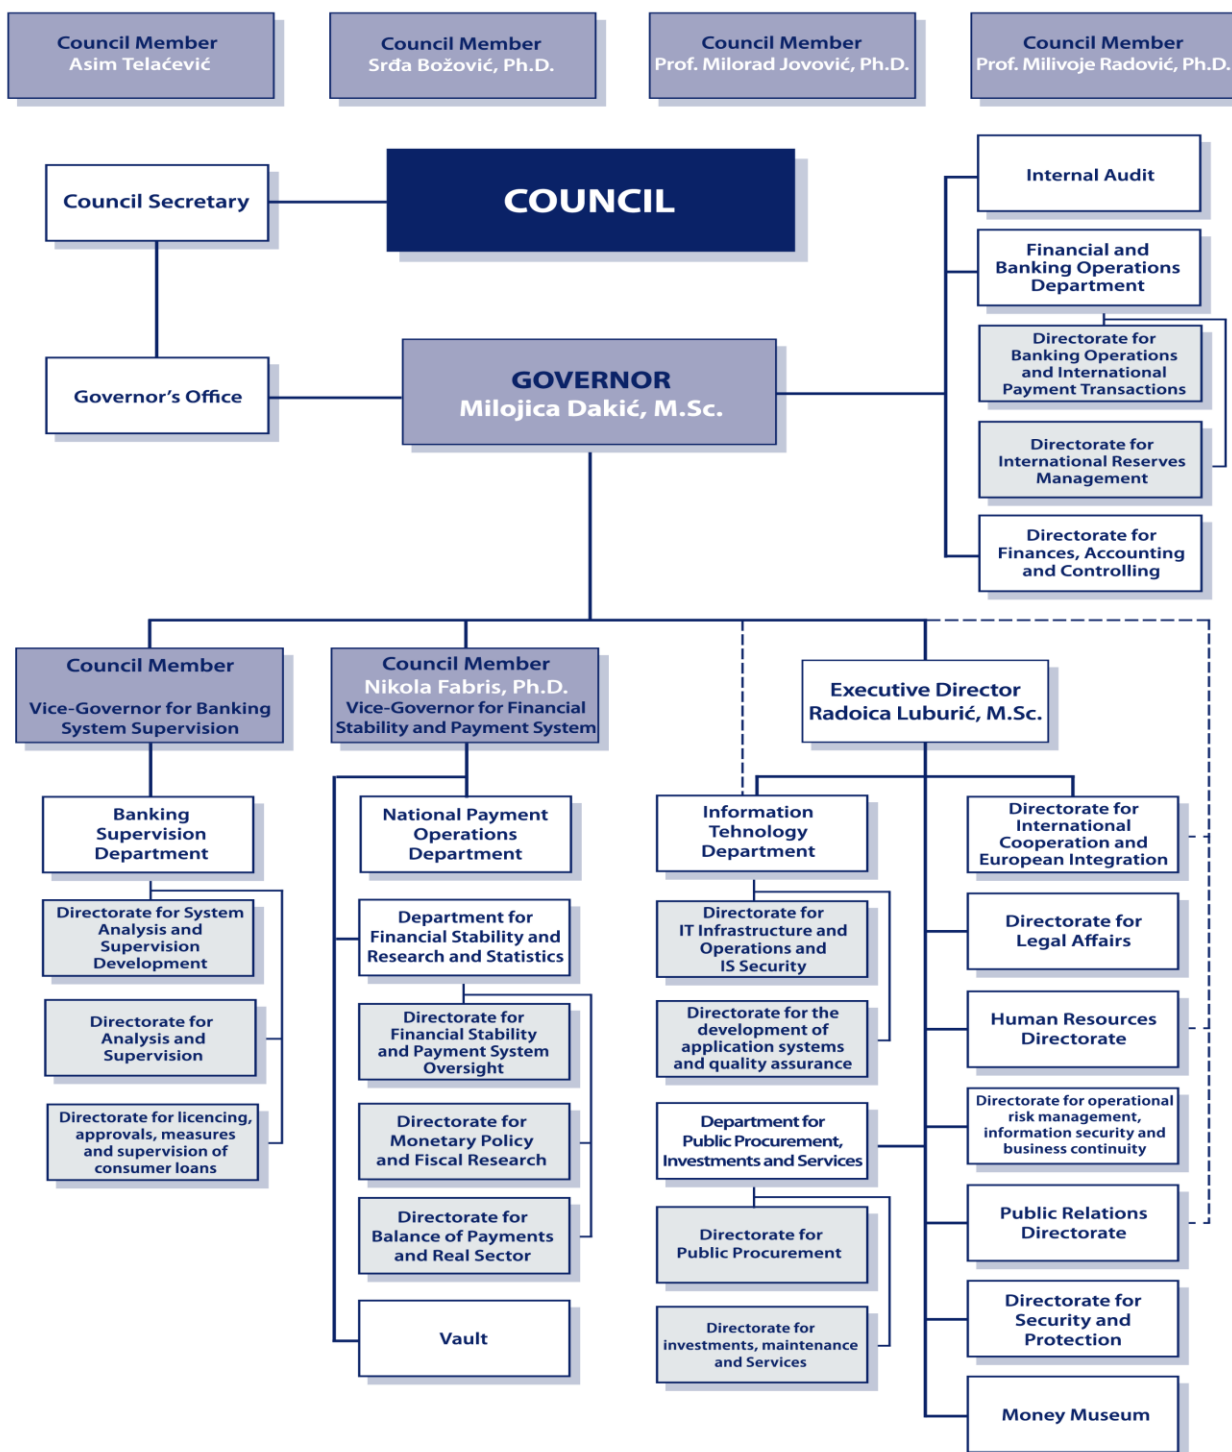 Council Member
Asim Telaćević
Council Member
Srđa Božović, Ph.D.
Council Member
Prof. Milorad Jovović, Ph.D.
Council Member
Prof. Milivoje Radović, Ph.D.
Council Secretary
COUNCIL
Internal Audit
Financial and
Banking Operations
Department
Directorate for
Banking Operations
and International
Payment Transactions
Governor’s Office
GOVERNOR
Milojica Dakić, M.Sc.
Directorate for
International Reserves
Management
Directorate for
Finances, Accounting
and Controlling
Council Member
Vice-Governor for Banking
System Supervision
Council Member
Nikola Fabris, Ph.D.
Vice-Governor for Financial
Stability and Payment System
Executive Director
Radoica Luburić, M.Sc.
Banking
Supervision
Department
Directorate for System
Analysis and
Supervision
Development
Directorate for
Analysis and
Supervision
Directorate for licencing,
approvals, measures
and supervision of
consumer loans
National Payment
Operations
Department
Department for
Financial Stability and
Research and Statistics
Directorate for
Financial Stability
and Payment System
Oversight
Directorate for
Monetary Policy
and Fiscal Research
Directorate for
Balance of Payments
and Real Sector
Vault
Information
Tehnology
Department
Directorate for
IT Infrastructure and
Operations and
IS Security
Directorate for the
development of
application systems
and quality assurance
Department for
Public Procurement,
Investments and Services
Directorate for
Public Procurement
Directorate for
investments, maintenance
and Services
Directorate for
International
Cooperation and
European Integration
Directorate for
Legal Affairs
Human Resources
Directorate
Directorate for operational
risk management,
information security and
business continuity
Public Relations
Directorate
Directorate for
Security and
Protection
Money Museum